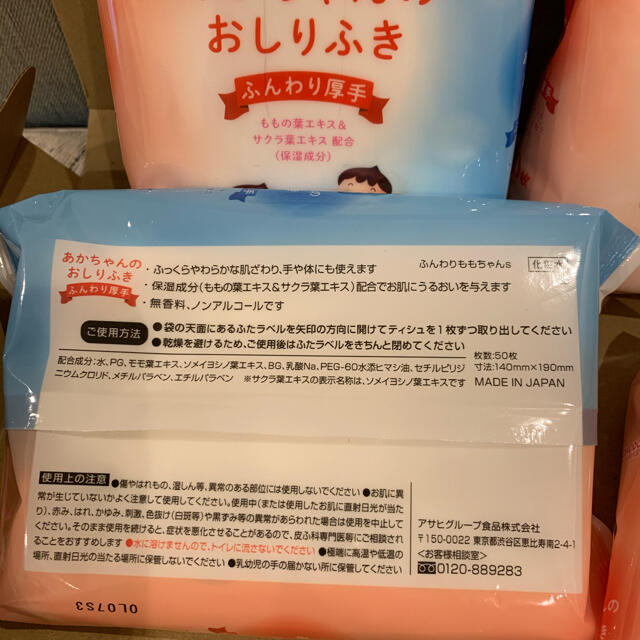 おしりふき
ふんわり厚手
ももの葉エキス&
サクラ葉エキス 配合
(保湿成分)
あかちゃんの
おしりふき
ふんわり厚手
・ふっくらやわらかな肌ざわり、手や体にも使えます
・保湿成分(ももの葉エキス&サクラ葉エキス)配合でお肌にうるおいを与えます
・無香料、ノンアルコールです
ふんわりももちゃんs
ご使用方法
●袋の天面にあるふたラベルを矢印の方向に開けてティシュを1枚ずつ取り出してください
●乾燥を避けるため、ご使用後はふたラベルをきちんと閉めてください
配合成分:水、PG、モモ葉エキス、ソメイヨシノ葉エキス、BG、乳酸Na、PEG-60水添ヒマシ油、セチルピリジ
ニウムクロリド、メチルパラベン、エチルパラベン ※サクラ葉エキスの表示名称は、ソメイヨシノ葉エキスです
枚数:50枚
寸法:140mm×190mm
MADE IN JAPAN
使用上の注意 ●傷やはれもの、湿しん等、異常のある部位には使用しないでください ●お肌に異
常が生じていないかよく注意して使用してください。使用中(または使用したお肌に直射日光が当たって
)、赤み、はれ、かゆみ、刺激、色抜け(白斑等)や黒ずみ等の異常があらわれた場合は使用を中止して
ください。そのまま使用を続けると、症状を悪化させることがあるので、皮ふ科専門医等にご相談され
ることをおすすめします ●水に溶けませんので、トイレに流さないでください ●極端に高温や低温の
場所、直射日光の当たる場所に保管しないでください ●乳幼児の手の届かない所に保管してください
アサヒグループ食品株式会社
〒150-0022 東京都渋谷区恵比寿南2-4-1
<お客様相談室>
0120-889283
0L07S3